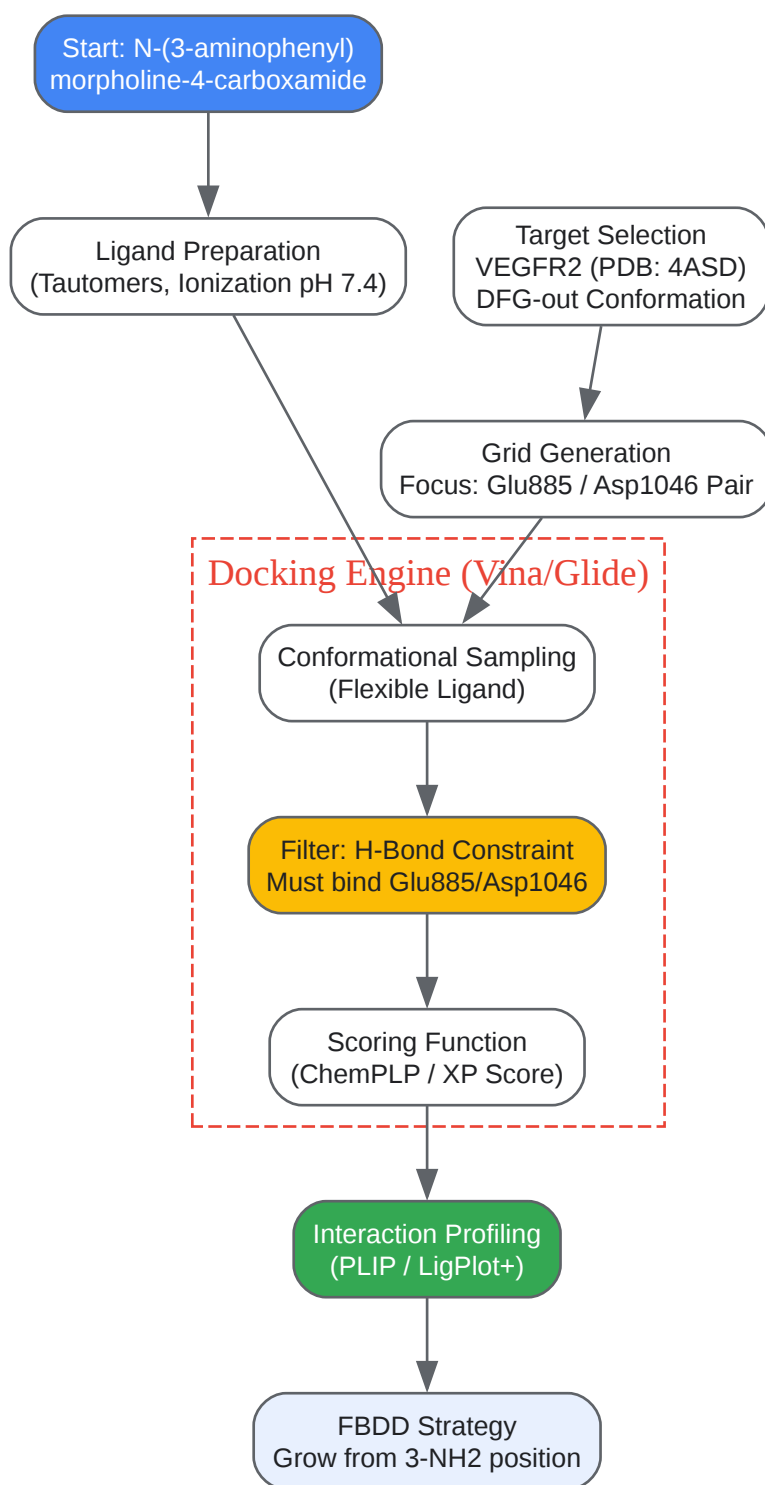 Start: N-(3-aminophenyl)
morpholine-4-carboxamide
Ligand Preparation
(Tautomers, Ionization pH 7.4)
Target Selection
VEGFR2 (PDB: 4ASD)
DFG-out Conformation
Grid Generation
Focus: Glu885 / Asp1046 Pair
Docking Engine (Vina/Glide)
Conformational Sampling
(Flexible Ligand)
Filter: H-Bond Constraint
Must bind Glu885/Asp1046
Scoring Function
(ChemPLP / XP Score)
Interaction Profiling
(PLIP / LigPlot+)
FBDD Strategy
Grow from 3-NH2 position